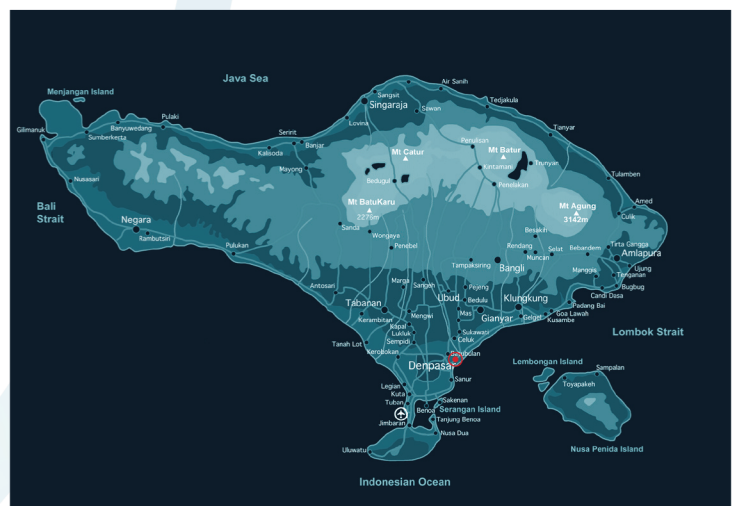 Java Sea
Menjangan Island
Air Sanih
Sangsit
Singaraja
Tedjakula
Sawan
Pulaki
Lovina
Banyuwedang
Gilimanuk
Sumberkerta
Seririt
Tianyar
Banjar
Kalisoda
Penulisan
Mt Catur
Mt Batur
Mayong
Kintamani
Trunyan
Tulamben
Nusasari
Bedugul
Penelokan
Bali
Strait
Mt BatuKaru
2276m
Mt Agung
3142m
Amed
Culik
Negara
Sanda
Rambutsiri
Wongaya
Besakih
Pulukan
Penebel
Rendang
Selat
Bebardem
Tirta Gangga
Muncan
Amlapura
Tampaksiring
Bangli
Ujung
Manggis
Tenganan
Marga
Sangeh
Pejeng
Bugbug
Antosari
Ubud
Candi Dasa
Bedulu
Klungkung
Tabanan
Padang Bai
Mengwi
Mas
Gianyar
Goa Lawah
Kerambitan
Gelget
Kusambe
Kapal
Lukluk
Sukawati
Lombok Strait
Tanah Lot
Sempidi
Celuk
Kerobokan
Lembongan Island
Denpasar
Sampalan
Sanur
Toyapakeh
Legian
Kuta
Tuban
Sakenan
Benoa
Serangan Island
Jimbaran
Tanjung Benoa
Nusa Dua
Uluwatu
Nusa Penida Island
Indonesian Ocean